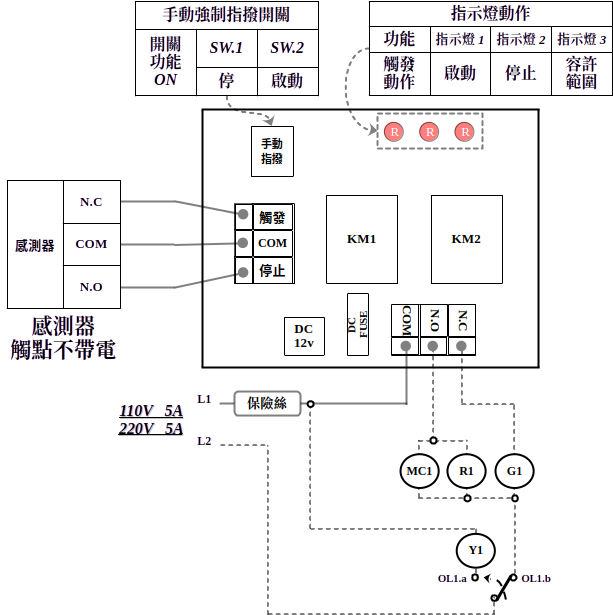 手動強制指撥開關
開關 SW.1 SW.2
功能
ON 停 啟動
指示燈動作
功能 指示燈 1 指示燈 2 指示燈 3
觸發 啟動 停止 容許
動作 範圍
R R R
手動
指撥
感測器
N.C
COM
N.O
感測器
觸點不帶電
觸發
COM
停止
KM1
KM2
DC
12v
DC
FUSE
COM
N.O
N.C
L1
保險絲
110V 5A
220V 5A
L2
MC1
R1
G1
Y1
OL1.a
OL1.b